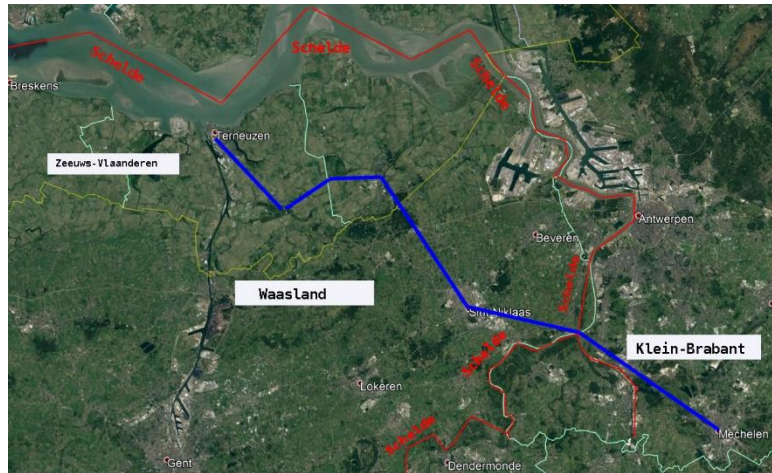 Schelde
Schelde
Schelde
Breskens
Terneuzen
Zeeuws-Vlaanderen
Antwerpen
Beveren
Schelde
Waasland
Sint-Niklaas
Klein-Brabant
Schelde
Lokeren
Schelde
Mechelen
Gent
Dendermonde